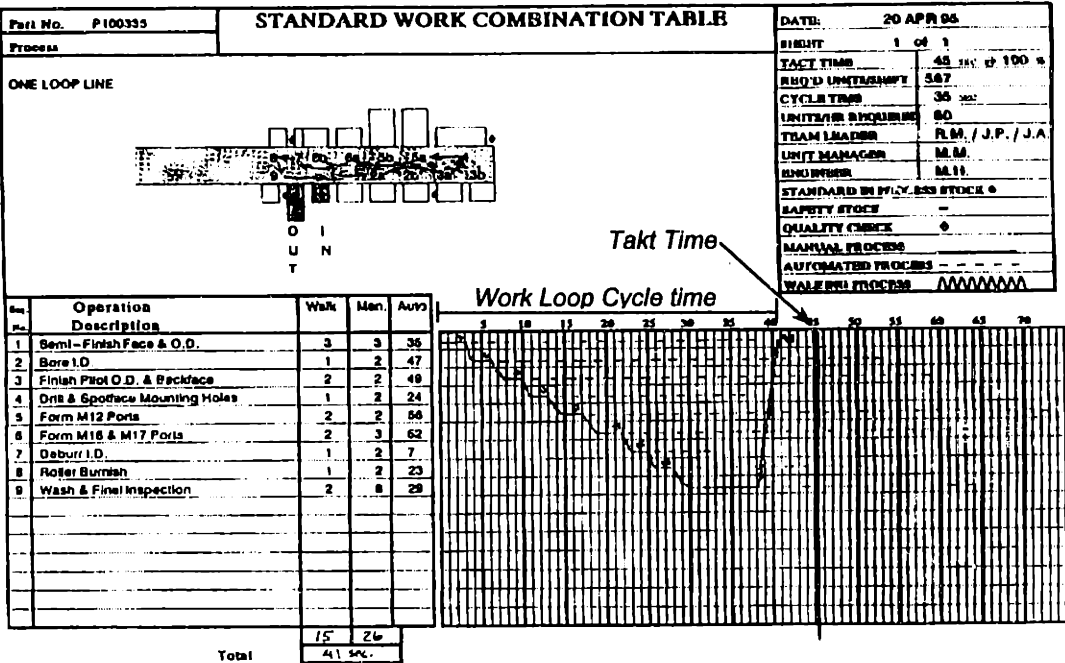 Part No. P100335
STANDARD WORK COMBINATION TABLE
Process
DATE: 20 APR 95
SHEET 1 of 1
TACT TIME 45 sec @ 100 %
REQ'D UNITS/SHIFT 567
CYCLE TIME 36 sec
UNITS/HR REQUIRED 80
TEAM LEADER R.M. / J.P. / J.A
UNIT MANAGER M.M.
ENGINEER M.H.
STANDARD IN PROCESS STOCK
SAFETY STOCK –
QUALITY CHECK ◆
MANUAL PROCESS
AUTOMATED PROCESS
WALKING PROCESS
ONE LOOP LINE
OUT
IN
Takt Time
Work Loop Cycle time
Seq. No. Operation Description Walk Man. Auto
5 10 15 20 25 30 35 40 45 50 55 60 65 70
1 Semi-Finish Face & O.D. 3 3 35
2 Bore I.D. 1 2 47
3 Finish Pilot O.D. & Backface 2 2 49
4 Drill & Spotface Mounting Holes 1 2 24
5 Form M12 Ports 2 2 56
6 Form M16 & M17 Ports 2 3 62
7 Deburr I.D. 1 2 7
8 Roller Burnish 1 2 23
9 Wash & Final Inspection 2 8 29
15 26
Total 41 sec.